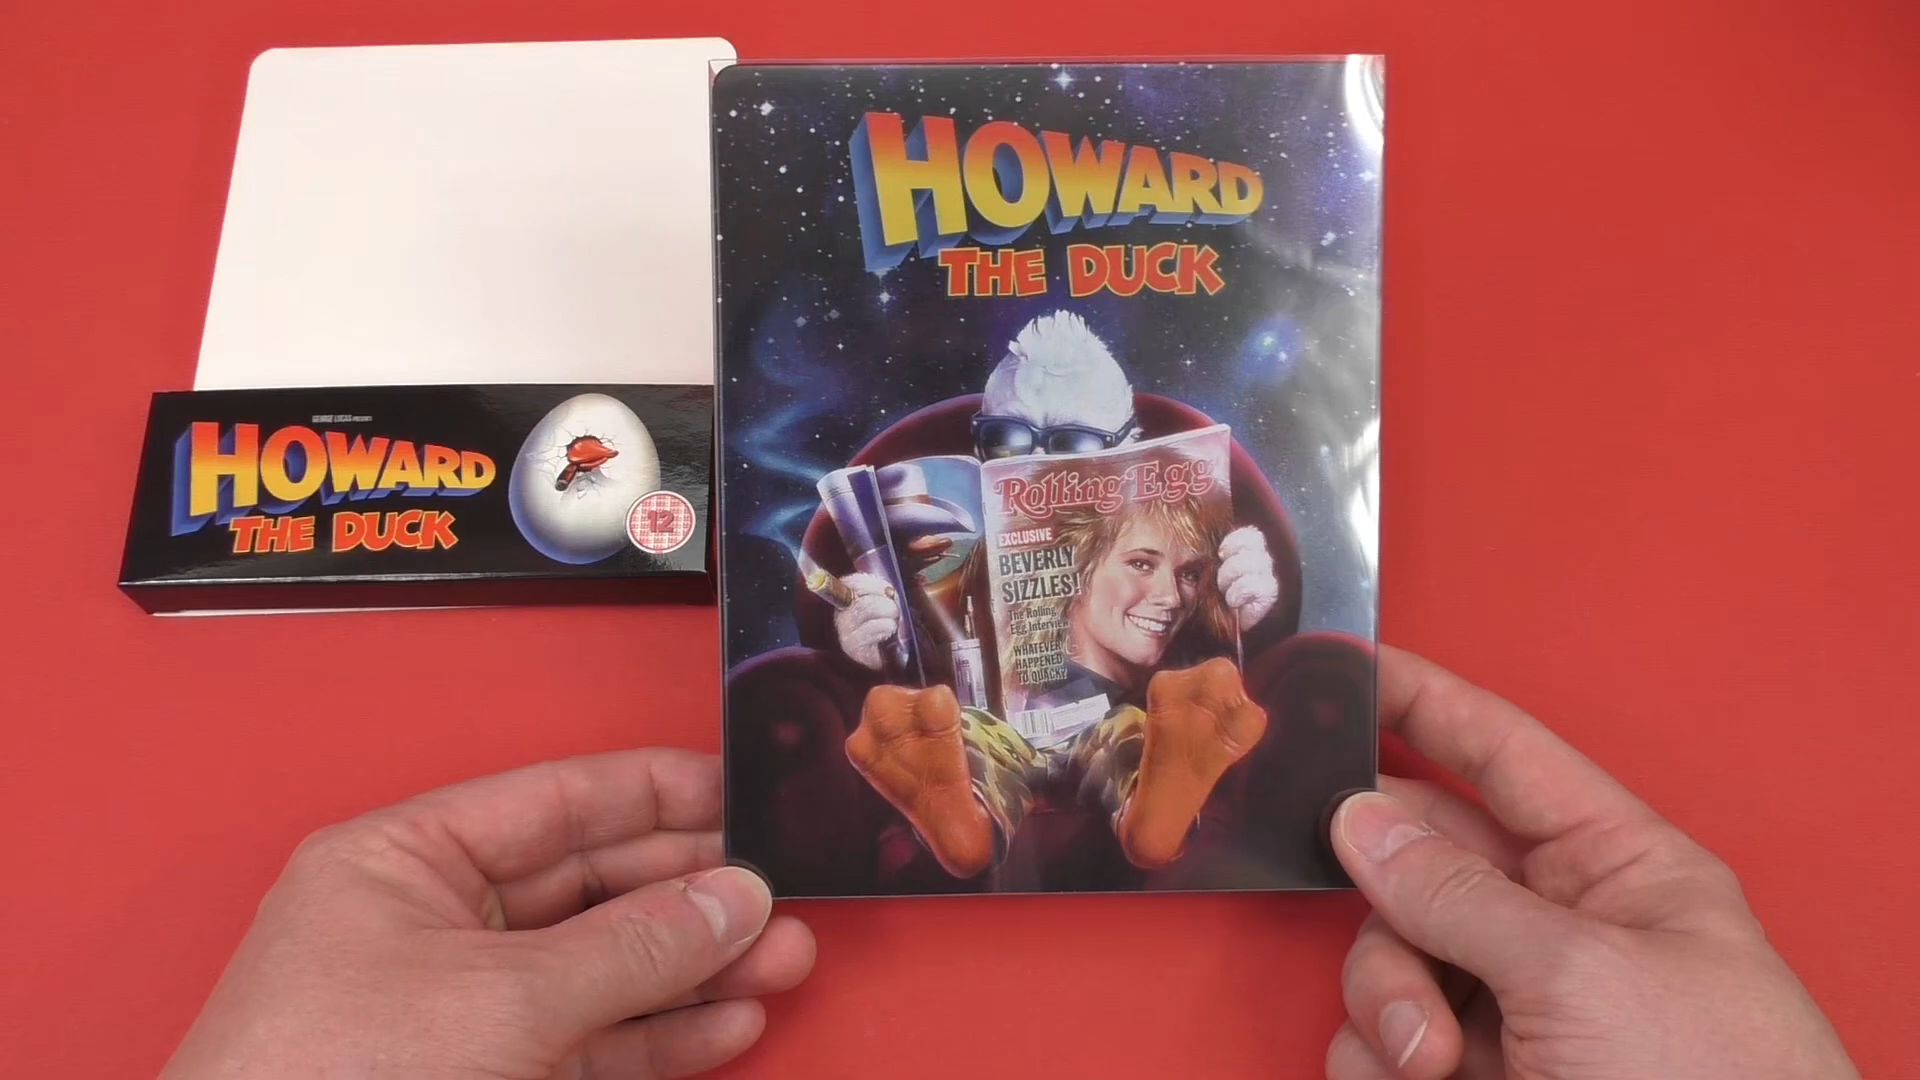 GEORGE LUCAS PRESENTS
HOWARD
THE DUCK
12
HOWARD
THE DUCK
Rolling Egg
EXCLUSIVE
BEVERLY
SIZZLES!
The Rolling
Egg Interview
WHATEVER
HAPPENED
TO QUACK?